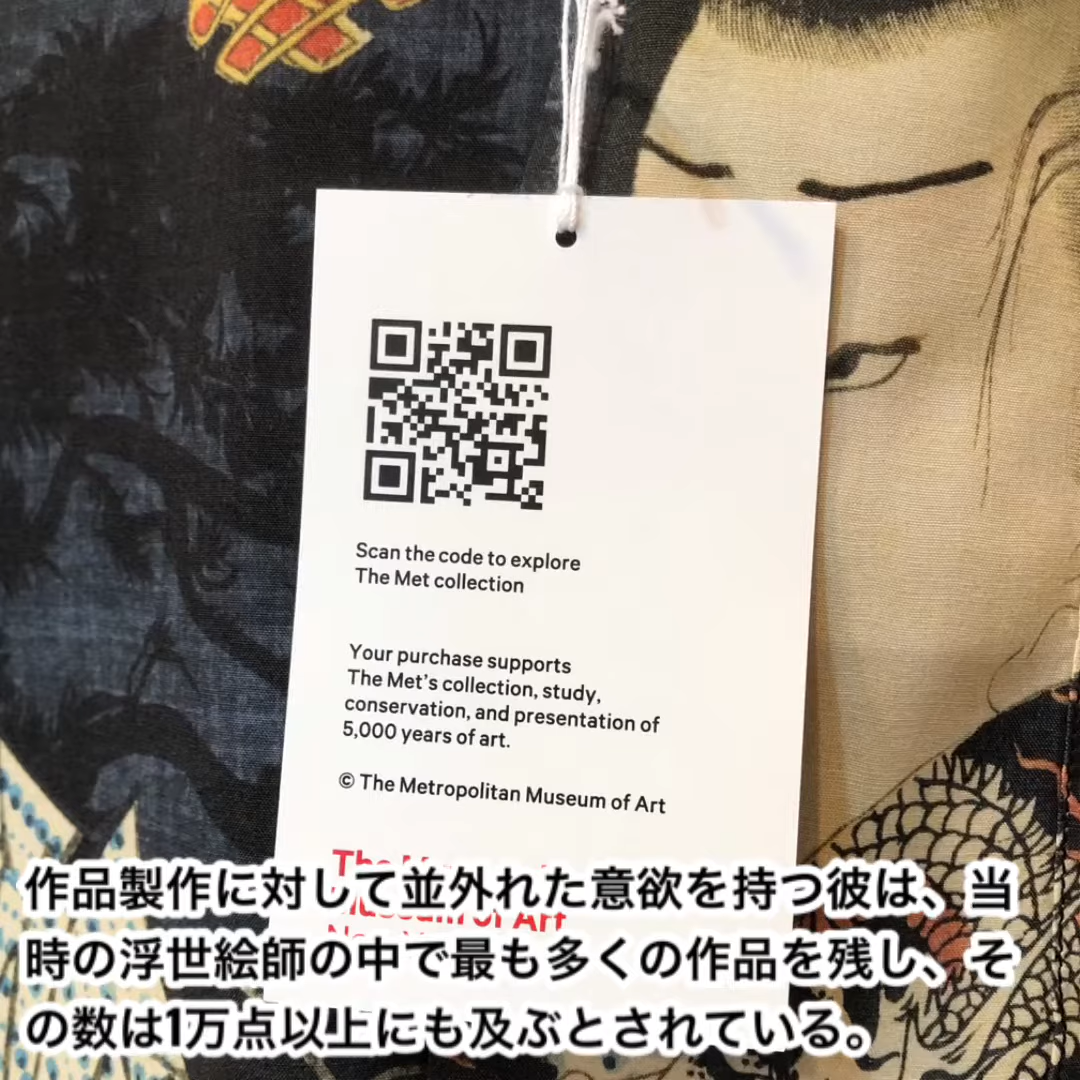 Scan the code to explore
The Met collection
Your purchase supports
The Met's collection, study,
conservation, and presentation of
5,000 years of art.
© The Metropolitan Museum of Art
作品製作に対して並外れた意欲を持つ彼は、当
時の浮世絵師の中で最も多くの作品を残し、そ
の数は1万点以上にも及ぶとされている。